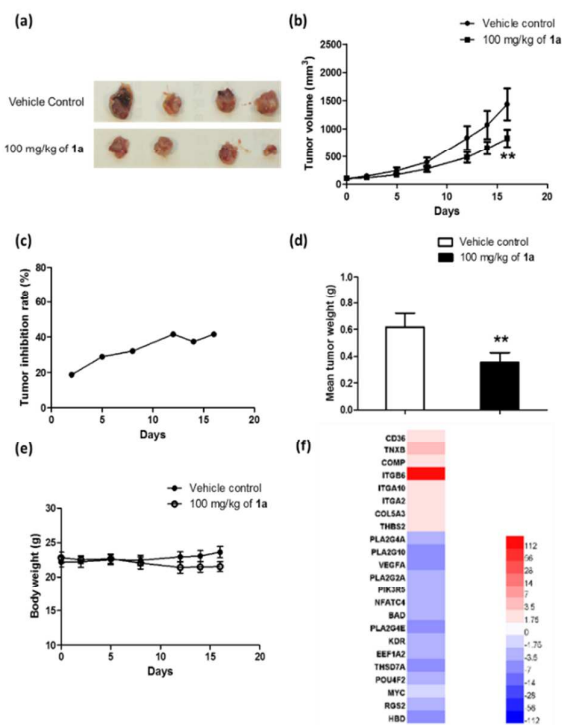 (a)
Vehicle Control
100 mg/kg of 1a
(b)
Vehicle control
100 mg/kg of 1a
Tumor volume (mm³)
2500
2000
1500
1000
500
0
**
0 5 10 15 20
Days
(c)
Tumor inhibition rate (%)
80
60
40
20
0 5 10 15 20
Days
(d)
Vehicle control
100 mg/kg of 1a
Mean tumor weight (g)
1.0
0.8
0.6
0.4
0.2
0.0
**
(e)
Vehicle control
100 mg/kg of 1a
Body weight (g)
30
25
20
15
10
0 5 10 15 20
Days
(f)
CD36
TNXB
COMP
ITGB6
ITGA10
ITGA2
COL5A3
THBS2
PLA2G4A
PLA2G10
VEGFA
PLA2G2A
PIK3R5
NFATC4
BAD
PLA2G4E
KDR
EEF1A2
THSD7A
POU4F2
MYC
RGS2
HBD
112
96
28
14
7
3.5
1.75
0
-1.75
-3.5
-7
-14
-28
-56
-112